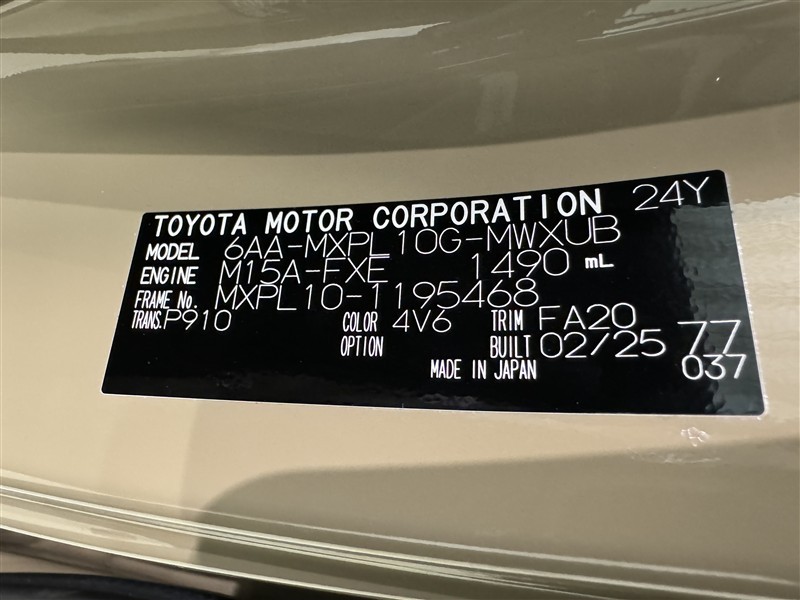 TOYOTA MOTOR CORPORATION 24Y
MODEL 6AA-MXPL10G-MWXUB
ENGINE M15A-FXE 1490 mL
FRAME No. MXPL10-1195468
TRANS. P910 COLOR 4V6 TRIM FA20
OPTION BUILT 02/25 77
MADE IN JAPAN 037